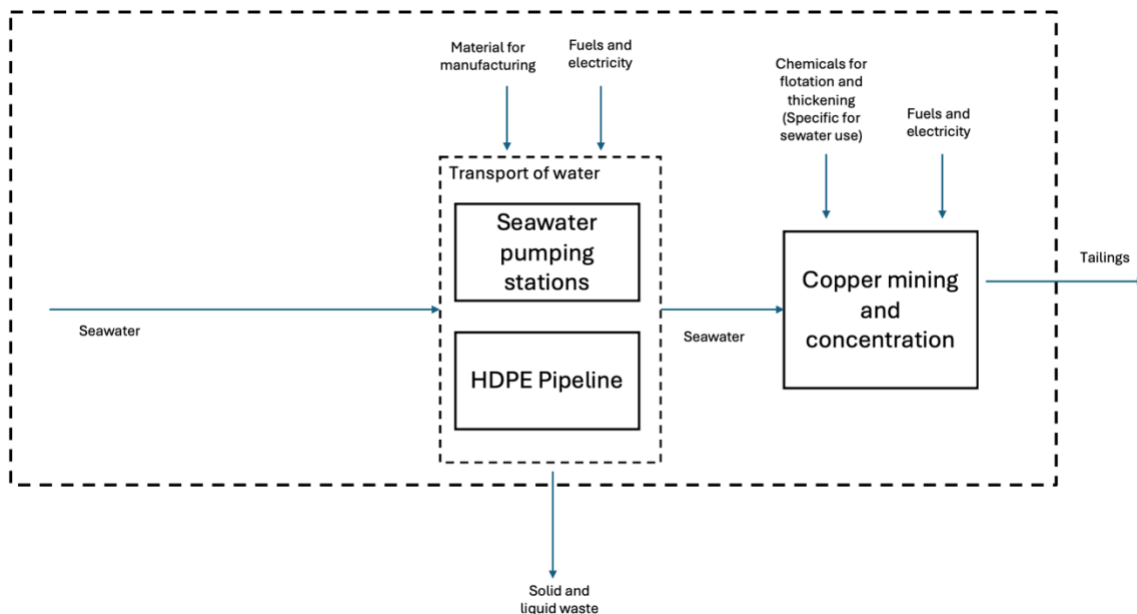 Material for
manufacturing
Fuels and
electricity
Chemicals for
flotation and
thickening
(Specific for
sewater use)
Fuels and
electricity
Transport of water
Seawater
pumping
stations
HDPE Pipeline
Seawater
Seawater
Copper mining
and
concentration
Tailings
Solid and
liquid waste